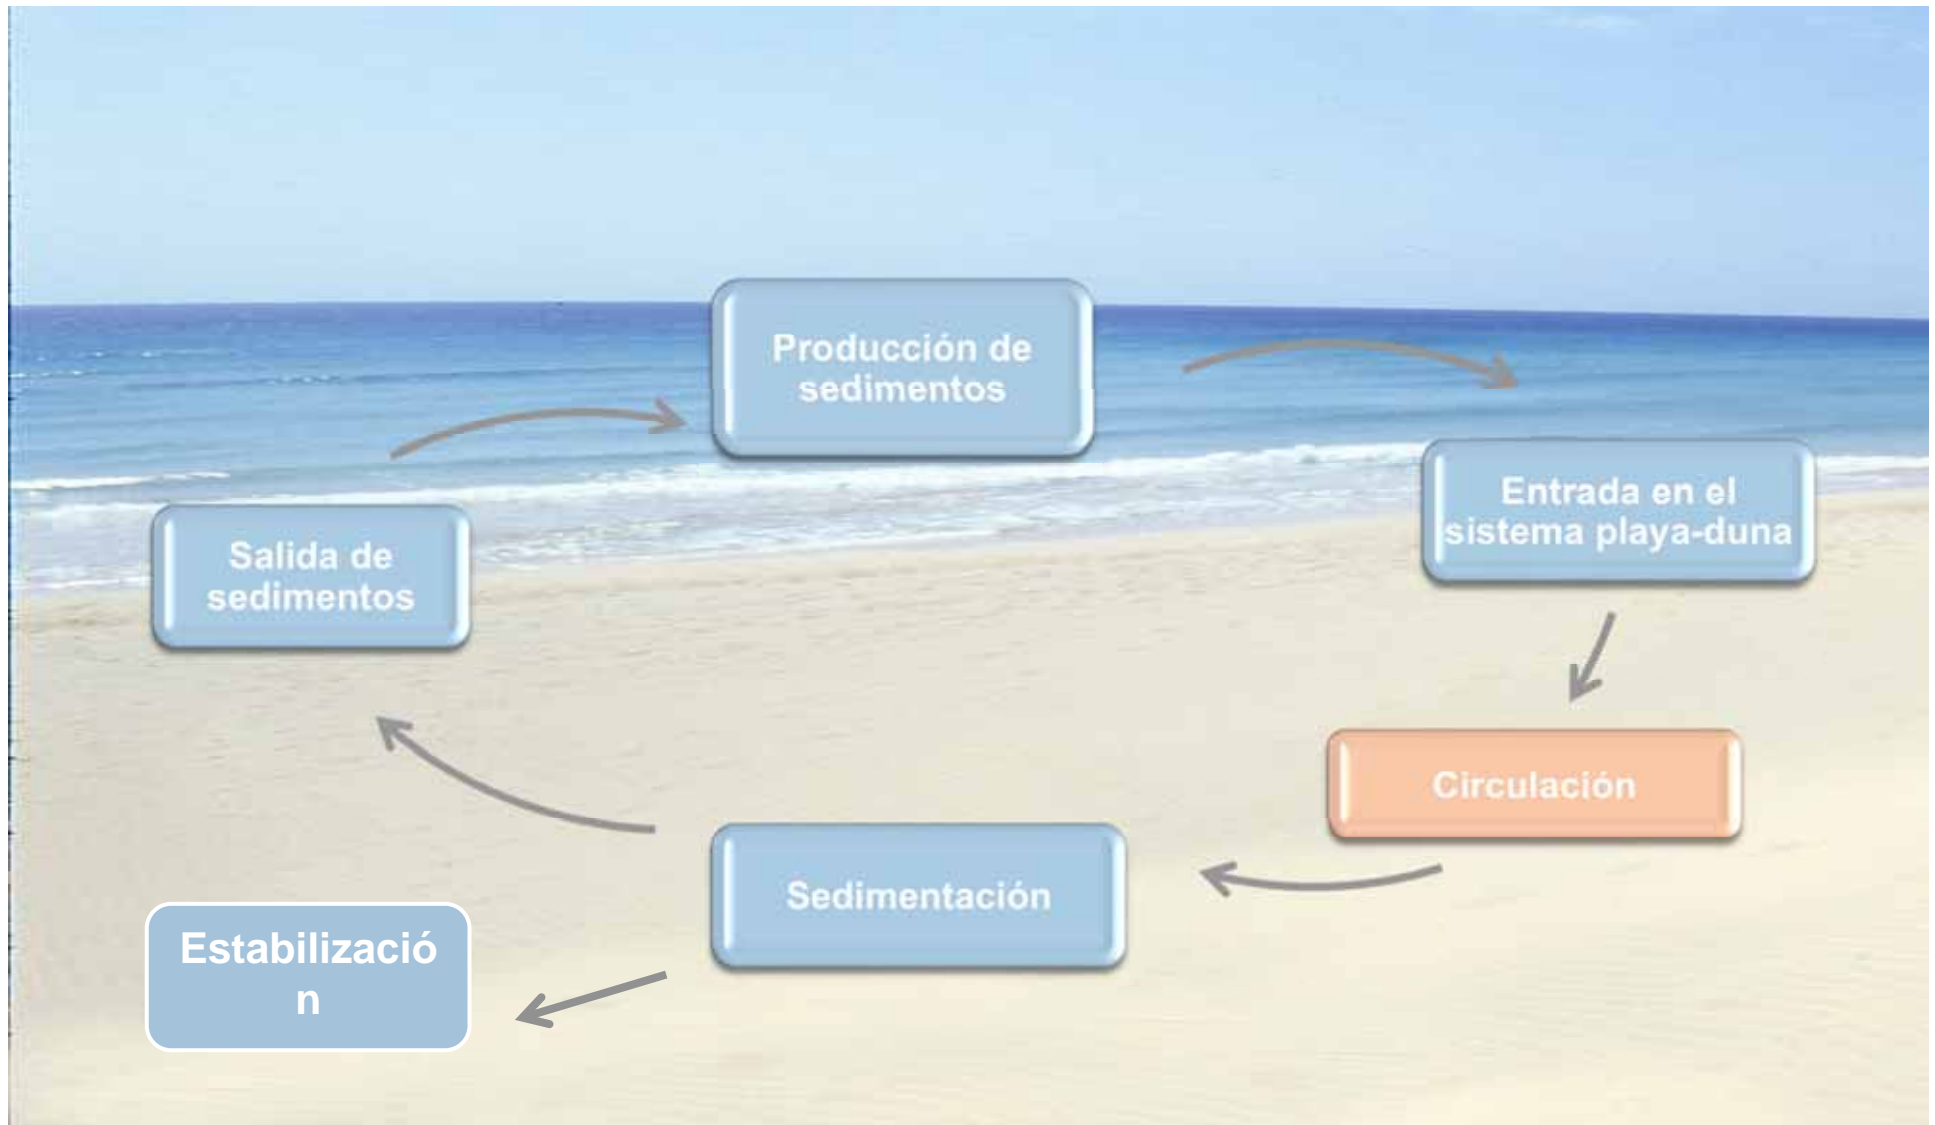 Producción de
sedimentos
Entrada en el
sistema playa-duna
Salida de
sedimentos
Circulación
Sedimentación
Estabilizació
n